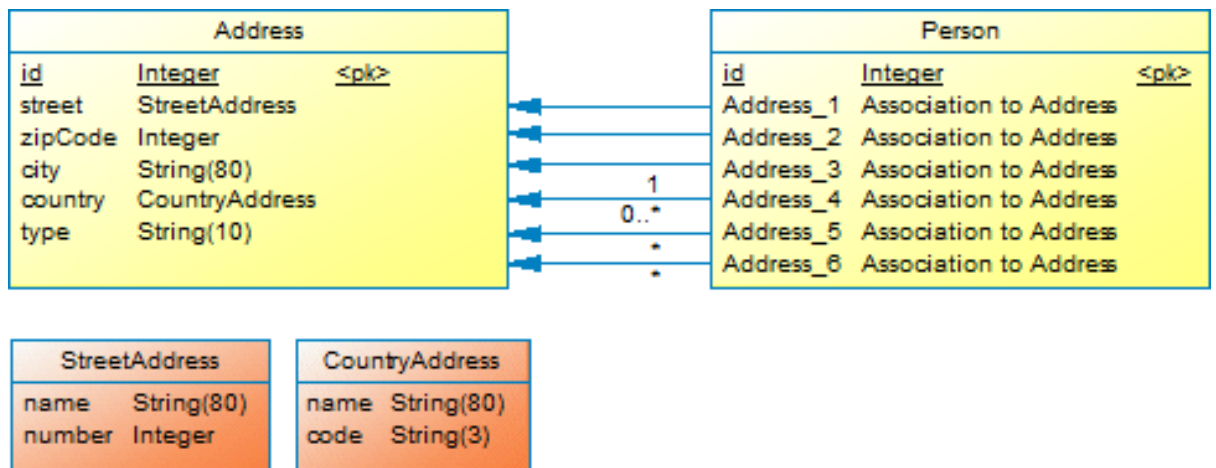 Address
id Integer <pk>
street StreetAddress
zipCode Integer
city String(80)
country CountryAddress
type String(10)
1
0..*
*
*
Person
id Integer <pk>
Address_1 Association to Address
Address_2 Association to Address
Address_3 Association to Address
Address_4 Association to Address
Address_5 Association to Address
Address_6 Association to Address
StreetAddress
name String(80)
number Integer
CountryAddress
name String(80)
code String(3)